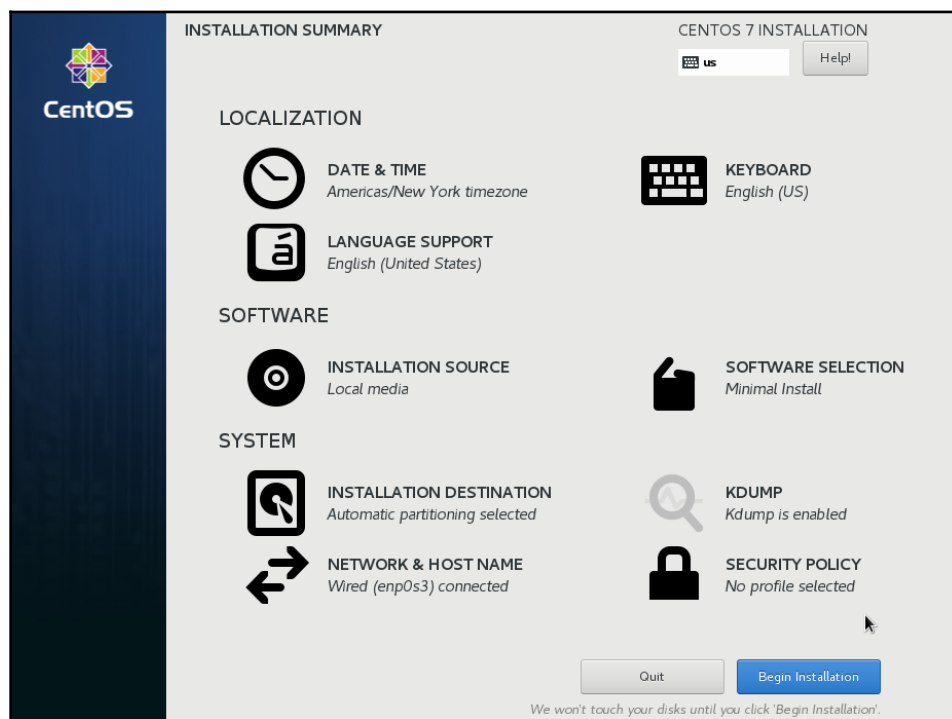 INSTALLATION SUMMARY
CENTOS 7 INSTALLATION
us
Help!
CentOS
LOCALIZATION
DATE & TIME
Americas/New York timezone
KEYBOARD
English (US)
LANGUAGE SUPPORT
English (United States)
SOFTWARE
INSTALLATION SOURCE
Local media
SOFTWARE SELECTION
Minimal Install
SYSTEM
INSTALLATION DESTINATION
Automatic partitioning selected
KDUMP
Kdump is enabled
NETWORK & HOST NAME
Wired (enp0s3) connected
SECURITY POLICY
No profile selected
Quit
Begin Installation
We won't touch your disks until you click 'Begin Installation'.